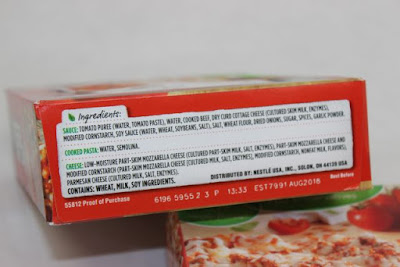 Ingredients:
SAUCE: TOMATO PUREE (WATER, TOMATO PASTE), WATER, COOKED BEEF, DRY CURD COTTAGE CHEESE (CULTURED SKIM MILK, ENZYMES),
MODIFIED CORNSTARCH, SOY SAUCE (WATER, WHEAT, SOYBEANS, SALT), SALT, WHEAT FLOUR, DRIED ONIONS, SUGAR, SPICES, GARLIC POWDER.
COOKED PASTA: WATER, SEMOLINA.
CHEESE: LOW-MOISTURE PART-SKIM MOZZARELLA CHEESE (CULTURED PART-SKIM MILK, SALT, ENZYMES), PART-SKIM MOZZARELLA CHEESE AND
MODIFIED CORNSTARCH (PART-SKIM MOZZARELLA CHEESE (CULTURED MILK, SALT, ENZYMES), MODIFIED CORNSTARCH, NONFAT MILK, FLAVORS),
PARMESAN CHEESE (CULTURED MILK, SALT, ENZYMES).
CONTAINS: WHEAT, MILK, SOY INGREDIENTS.
DISTRIBUTED BY: NESTLÉ USA, INC., SOLON, OH 44139 USA
55812 Proof of Purchase
6196 5955 2 3 P 13:33 EST7991 AUG2018
Best Before